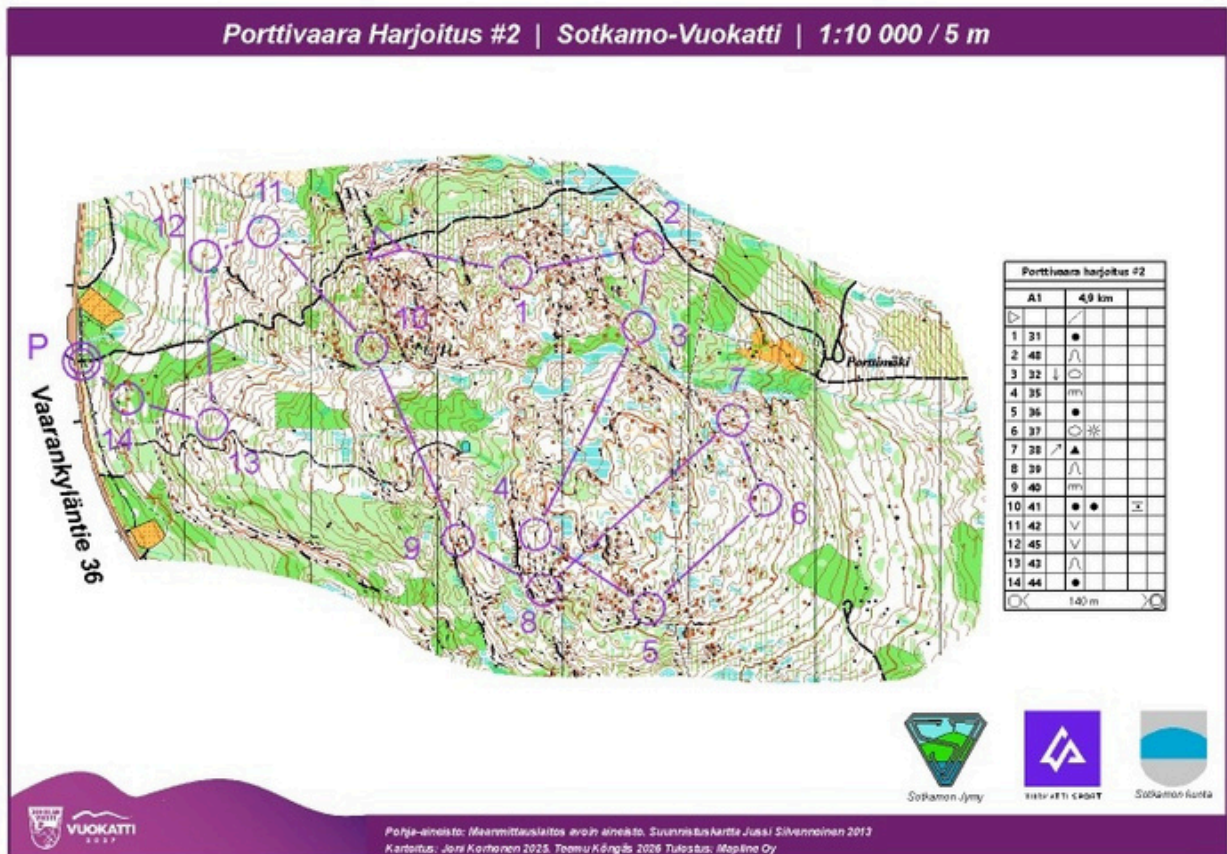 Porttivaara Harjoitus #2 | Sotkamo-Vuokatti | 1:10 000 / 5 m
11
12
2
1
10
3
P
7
Porttimäki
14
13
4
6
9
8
5
Vaarankyläntie 36
Porttivaara harjoitus #2
A1 4,9 km
1 31
2 48
3 32
4 35
5 36
6 37
7 38
8 39
9 40
10 41
11 42
12 45
13 43
14 44
140 m
Sotkamon Jymy
VUOKATTI SPORT
Sotkamon kunta
VUOKATTI
2027
Pohja-aineisto: Maanmittauslaitos avoin aineisto. Suunnistuskartta Jussi Silvennoinen 2013
Kartoitus: Joni Korhonen 2025. Teemu Köngäs 2026 Tulostus: Mapline Oy